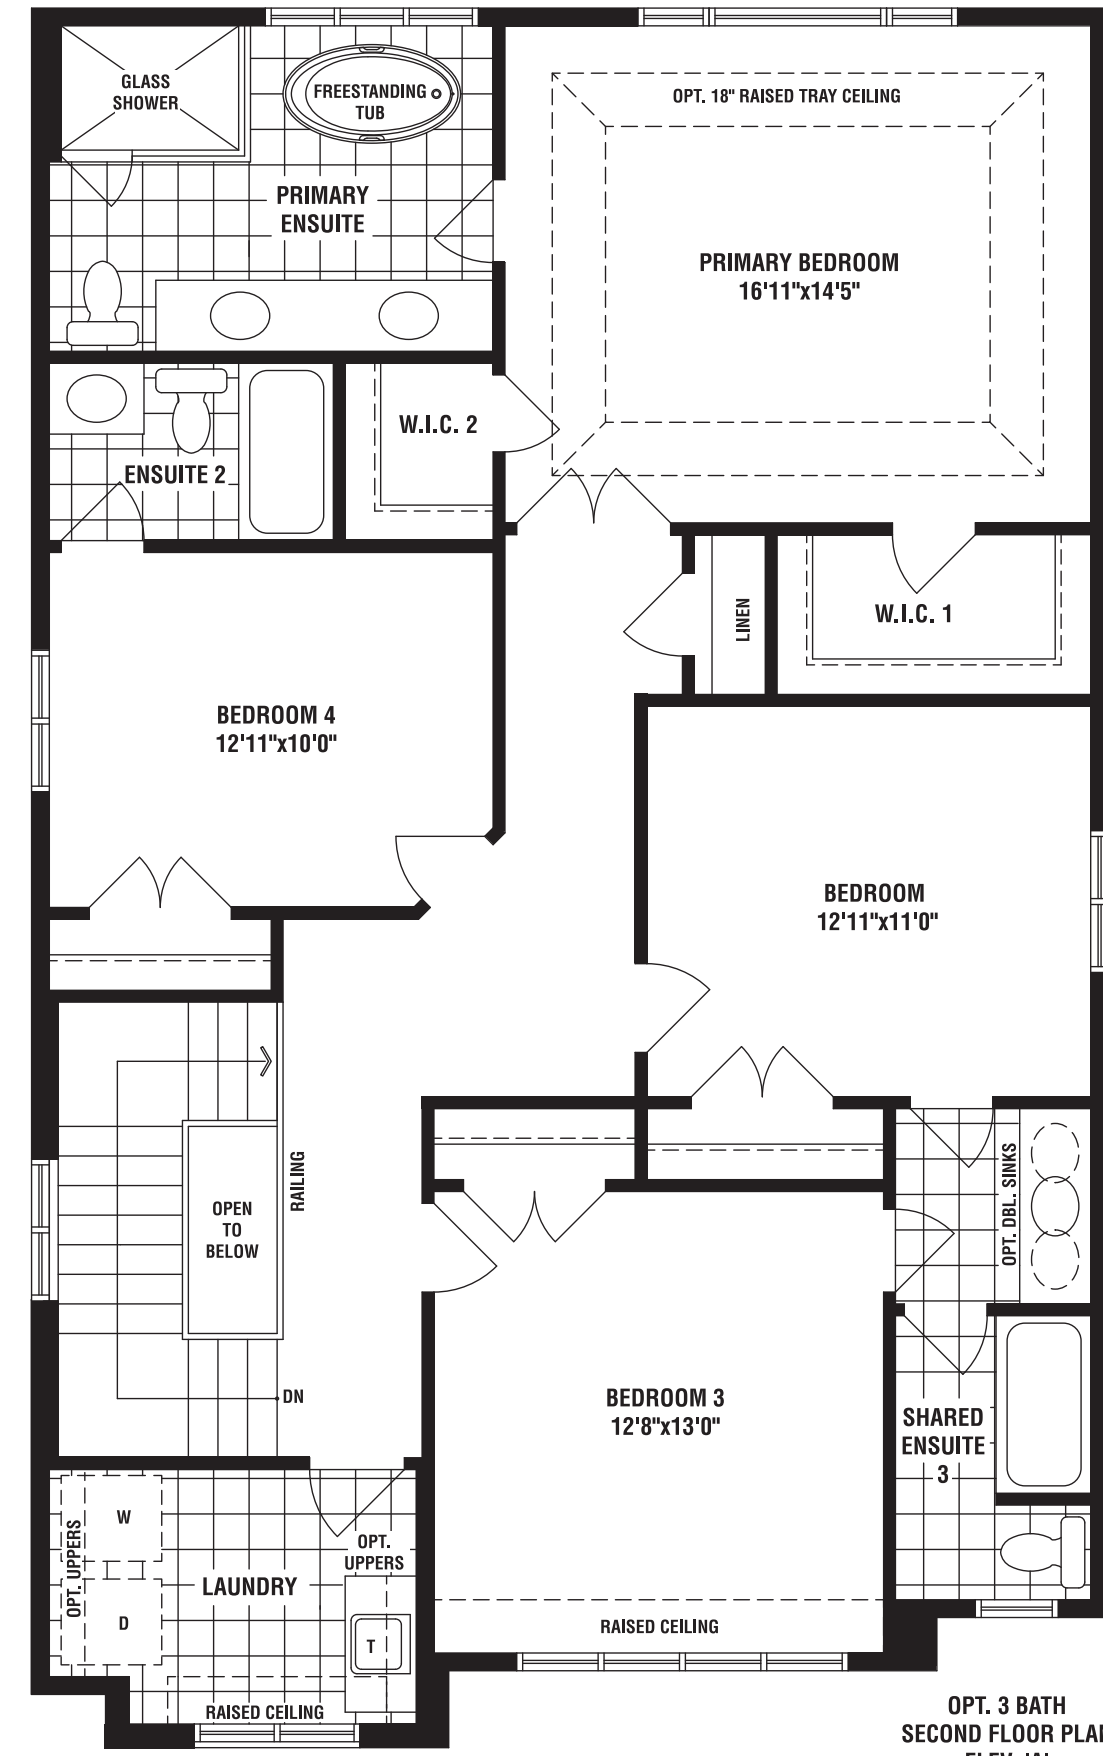 GLASS
SHOWER
FREESTANDING
TUB
OPT. 18" RAISED TRAY CEILING
PRIMARY
ENSUITE
PRIMARY BEDROOM
16'11"x14'5"
W.I.C. 2
ENSUITE 2
LINEN
W.I.C. 1
BEDROOM 4
12'11"x10'0"
BEDROOM
12'11"x11'0"
RAILING
OPEN
TO
BELOW
OPT. DBL. SINKS
DN
BEDROOM 3
12'8"x13'0"
SHARED
ENSUITE
3
W
OPT. UPPERS
D
LAUNDRY
OPT.
UPPERS
T
RAISED CEILING
RAISED CEILING
OPT. 3 BATH
SECOND FLOOR PLAN